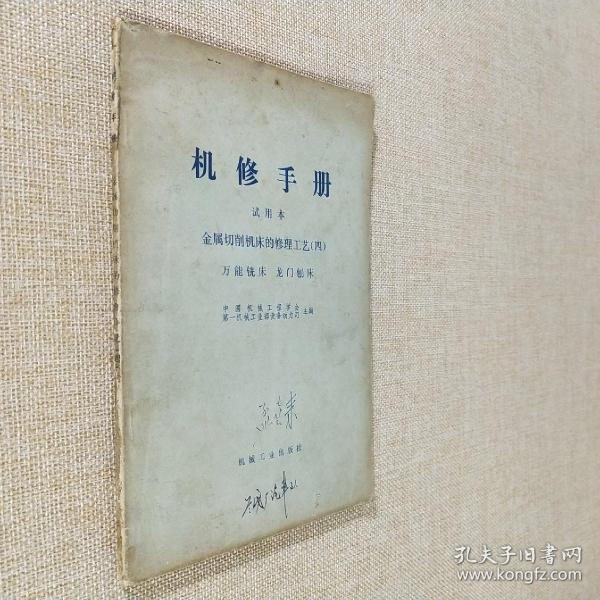 机修手册
试用本
金属切削机床的修理工艺(四)
万能铣床 龙门刨床
中国机械工程学会
第一机械工业部设备动力司 主编
机械工业出版社
孔夫子旧书网
www.kongfz.com